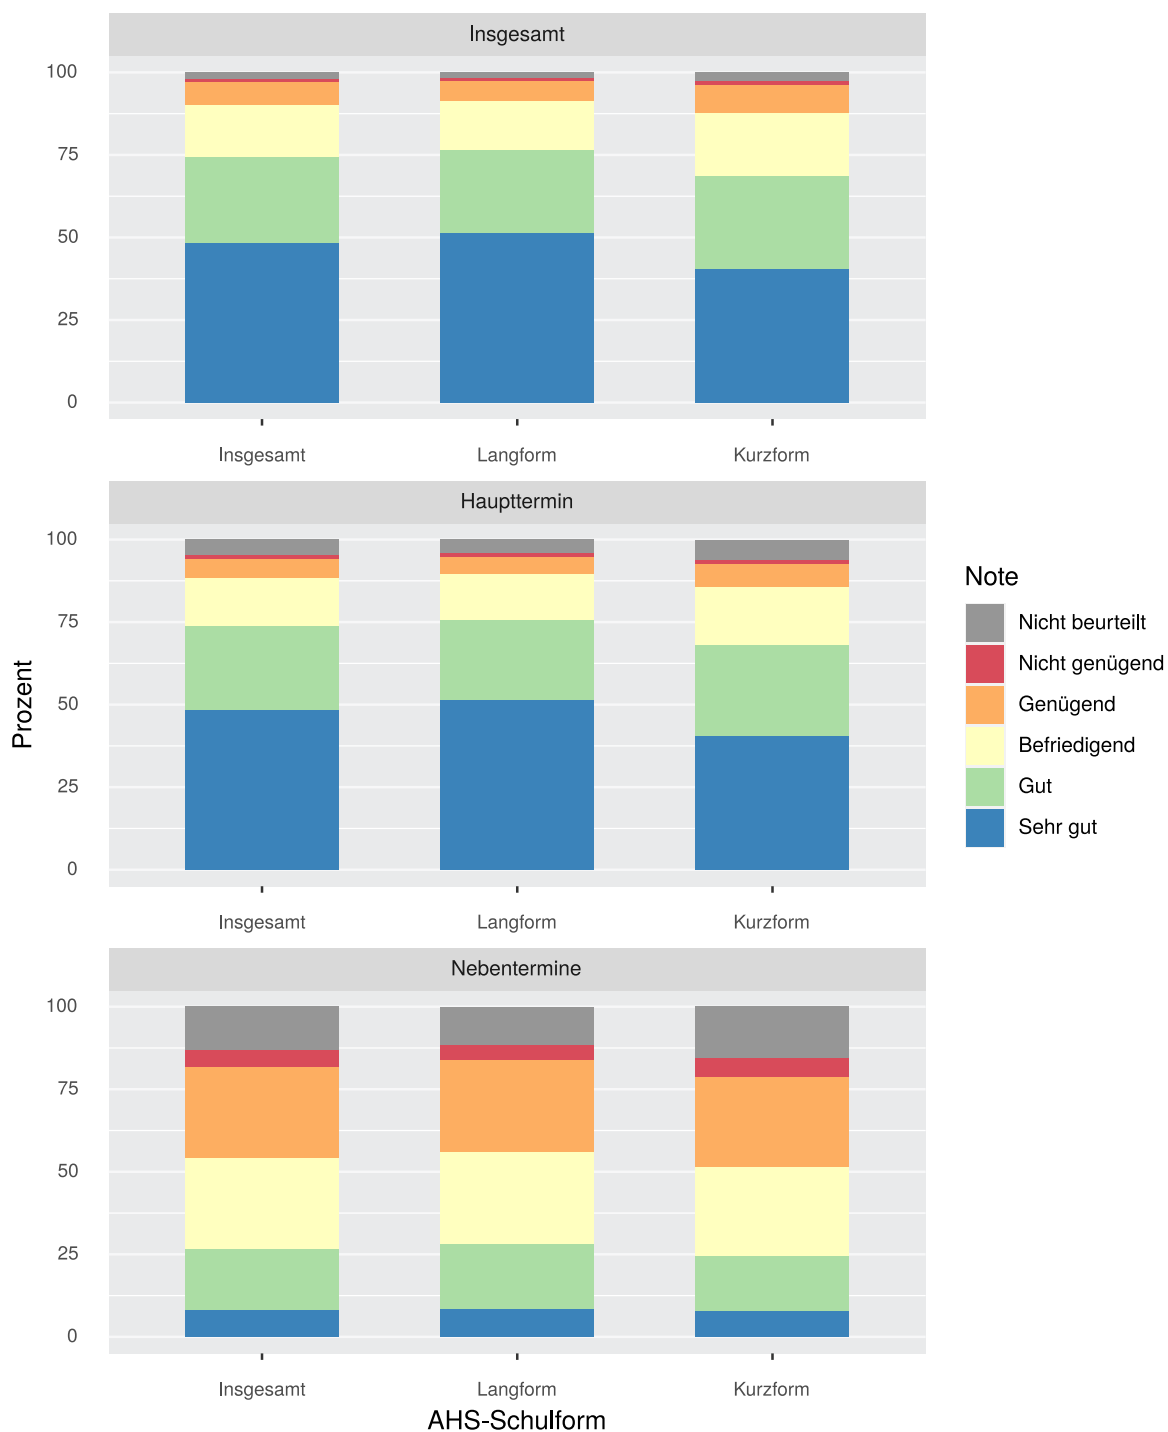 Insgesamt
100
75
50
25
0
Insgesamt Langform Kurzform
Haupttermin
100
75
50
25
0
Insgesamt Langform Kurzform
Nebentermine
100
75
50
25
0
Insgesamt Langform Kurzform
AHS-Schulform
Prozent
Note
Nicht beurteilt
Nicht genügend
Genügend
Befriedigend
Gut
Sehr gut